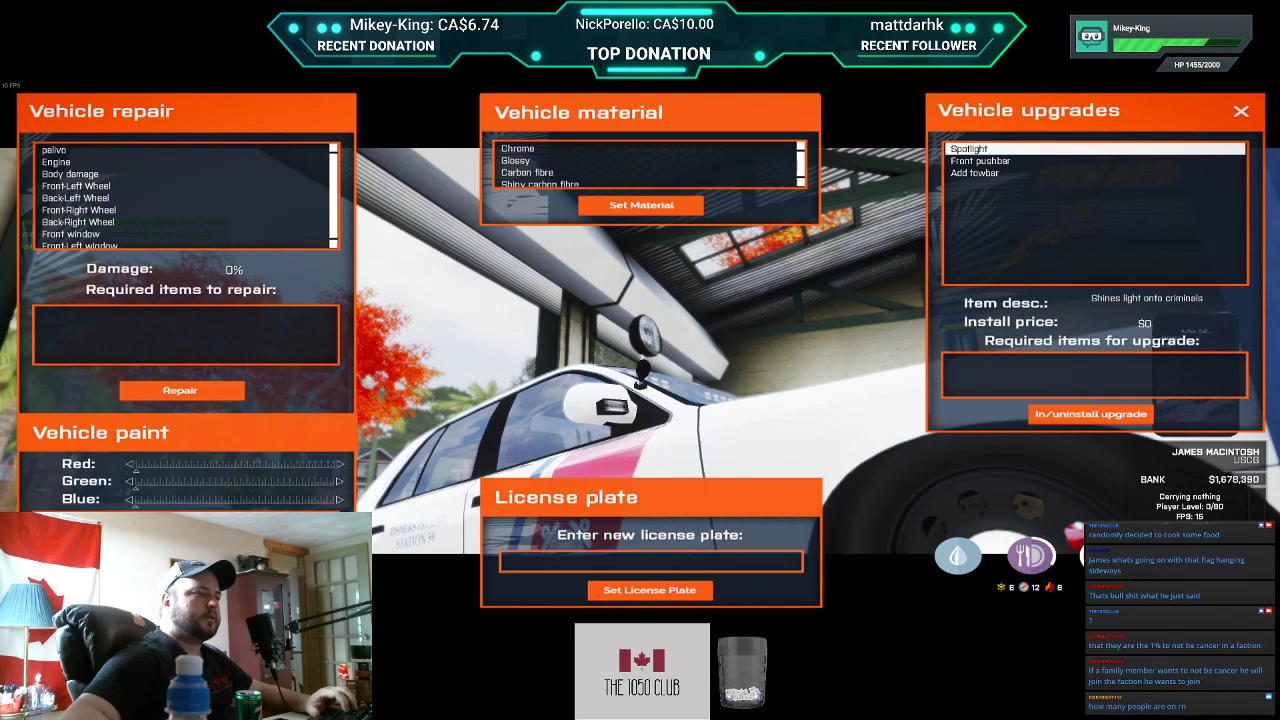 Mikey-King: CA$6.74
RECENT DONATION
NickPorello: CA$10.00
TOP DONATION
mattdarhk
RECENT FOLLOWER
Mikey-King
HP 1455/2000
15 FPS
Vehicle repair
palivo
Engine
Body damage
Front-Left Wheel
Back-Left Wheel
Front-Right Wheel
Back-Right Wheel
Front window
Front-Left window
Damage: 0%
Required items to repair:
Repair
Vehicle paint
Red:
Green:
Blue:
Vehicle material
Chrome
Glossy
Carbon fibre
Shiny carbon fibre
Set Material
License plate
Enter new license plate:
Set License Plate
Vehicle upgrades
Spotlight
Front pushbar
Add towbar
Item desc.: Shines light onto criminals
Install price: $0
Required items for upgrade:
In/uninstall upgrade
JAMES MACINTOSH
USCG
BANK $1,678,390
Carrying nothing
Player Level: 0/80
FPS: 16
6 12 6
STATION 59
THE 1050 CLUB
randomly decided to cook some food
James whats going on with that flag hanging
sideways
Thats bull shit what he just said
?
that they are the 1% to not be cancer in a faction
if a family member wants to not be cancer he will
join the faction he wants to join
how many people are on rn